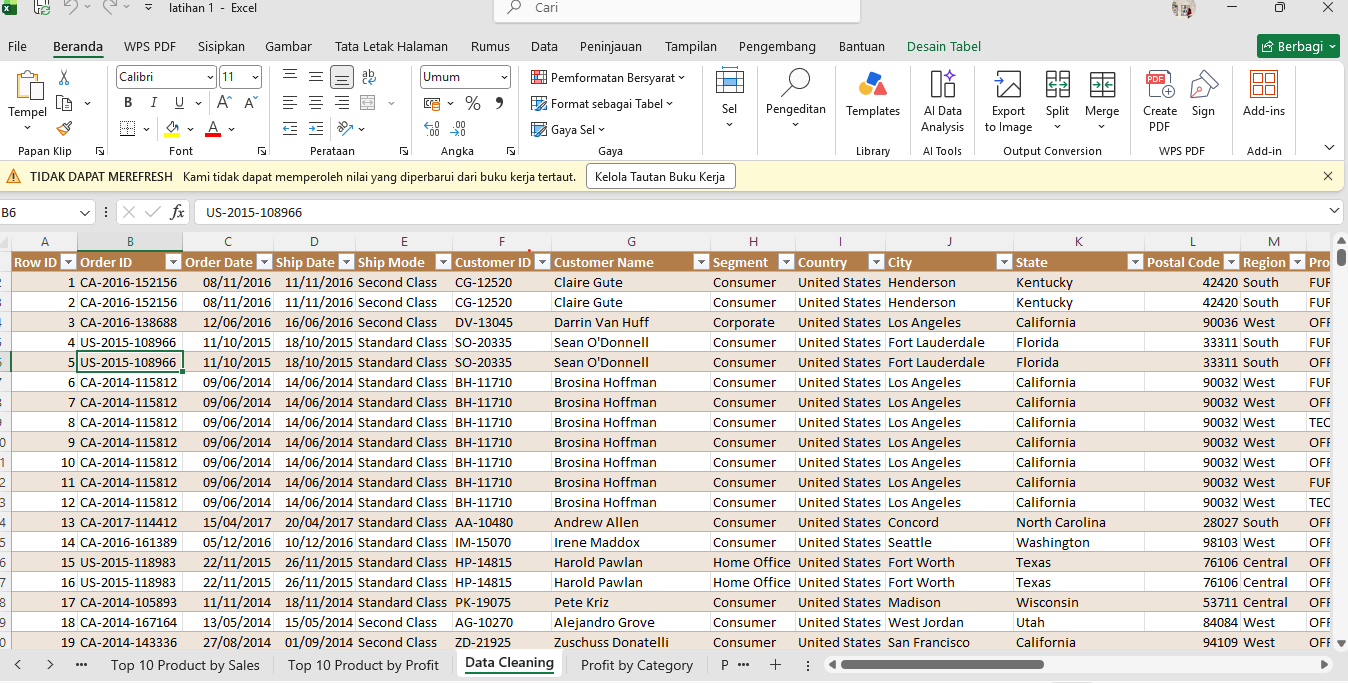 latihan 1 - Excel
Cari
File Beranda WPS PDF Sisipkan Gambar Tata Letak Halaman Rumus Data Peninjauan Tampilan Pengembang Bantuan Desain Tabel Berbagi
Tempel
Calibri 11
B I U
Umum
Pemformatan Bersyarat
Format sebagai Tabel
Gaya Sel
Sel
Pengeditan
Templates
AI Data Analysis
Export to Image
Split
Merge
Create PDF
Sign
Add-ins
Papan Klip Font Perataan Angka Gaya Library AI Tools Output Conversion WPS PDF Add-in
TIDAK DAPAT MEREFRESH Kami tidak dapat memperoleh nilai yang diperbarui dari buku kerja tertaut. Kelola Tautan Buku Kerja
B6 fx US-2015-108966
A B C D E F G H I J K L M
Row ID Order ID Order Date Ship Date Ship Mode Customer ID Customer Name Segment Country City State Postal Code Region Pro
1 CA-2016-152156 08/11/2016 11/11/2016 Second Class CG-12520 Claire Gute Consumer United States Henderson Kentucky 42420 South FUR
2 CA-2016-152156 08/11/2016 11/11/2016 Second Class CG-12520 Claire Gute Consumer United States Henderson Kentucky 42420 South FUR
3 CA-2016-138688 12/06/2016 16/06/2016 Second Class DV-13045 Darrin Van Huff Corporate United States Los Angeles California 90036 West OFF
4 US-2015-108966 11/10/2015 18/10/2015 Standard Class SO-20335 Sean O'Donnell Consumer United States Fort Lauderdale Florida 33311 South FUR
5 US-2015-108966 11/10/2015 18/10/2015 Standard Class SO-20335 Sean O'Donnell Consumer United States Fort Lauderdale Florida 33311 South OFF
6 CA-2014-115812 09/06/2014 14/06/2014 Standard Class BH-11710 Brosina Hoffman Consumer United States Los Angeles California 90032 West FUR
7 CA-2014-115812 09/06/2014 14/06/2014 Standard Class BH-11710 Brosina Hoffman Consumer United States Los Angeles California 90032 West OFF
8 CA-2014-115812 09/06/2014 14/06/2014 Standard Class BH-11710 Brosina Hoffman Consumer United States Los Angeles California 90032 West TEC
9 CA-2014-115812 09/06/2014 14/06/2014 Standard Class BH-11710 Brosina Hoffman Consumer United States Los Angeles California 90032 West OFF
10 CA-2014-115812 09/06/2014 14/06/2014 Standard Class BH-11710 Brosina Hoffman Consumer United States Los Angeles California 90032 West OFF
11 CA-2014-115812 09/06/2014 14/06/2014 Standard Class BH-11710 Brosina Hoffman Consumer United States Los Angeles California 90032 West FUR
12 CA-2014-115812 09/06/2014 14/06/2014 Standard Class BH-11710 Brosina Hoffman Consumer United States Los Angeles California 90032 West TEC
13 CA-2017-114412 15/04/2017 20/04/2017 Standard Class AA-10480 Andrew Allen Consumer United States Concord North Carolina 28027 South OFF
14 CA-2016-161389 05/12/2016 10/12/2016 Standard Class IM-15070 Irene Maddox Consumer United States Seattle Washington 98103 West OFF
15 US-2015-118983 22/11/2015 26/11/2015 Standard Class HP-14815 Harold Pawlan Home Office United States Fort Worth Texas 76106 Central OFF
16 US-2015-118983 22/11/2015 26/11/2015 Standard Class HP-14815 Harold Pawlan Home Office United States Fort Worth Texas 76106 Central OFF
17 CA-2014-105893 11/11/2014 18/11/2014 Standard Class PK-19075 Pete Kriz Consumer United States Madison Wisconsin 53711 Central OFF
18 CA-2014-167164 13/05/2014 15/05/2014 Second Class AG-10270 Alejandro Grove Consumer United States West Jordan Utah 84084 West OFF
19 CA-2014-143336 27/08/2014 01/09/2014 Second Class ZD-21925 Zuschuss Donatelli Consumer United States San Francisco California 94109 West OFF
Top 10 Product by Sales Top 10 Product by Profit Data Cleaning Profit by Category P